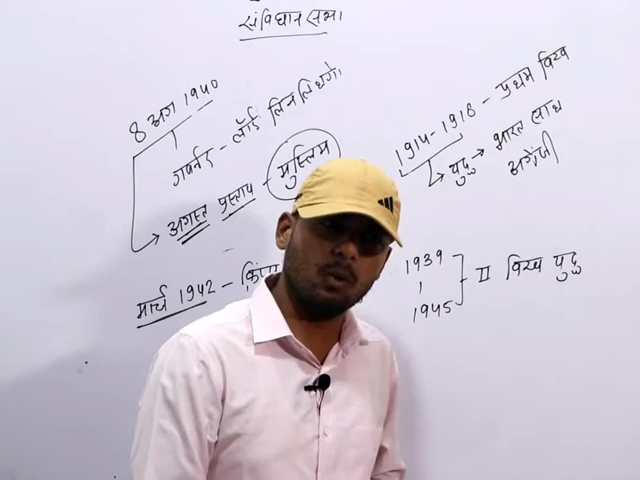 संविधान सभा
8 अग 1940
गवर्नर - लॉर्ड लिनलिथगो
अगस्त प्रस्ताव - मुस्लिम
मार्च 1942 -
1914-1918 - प्रथम विश्व
युद्ध → भारत साथ
अंग्रेजी
1939
1945
II विश्व युद्ध